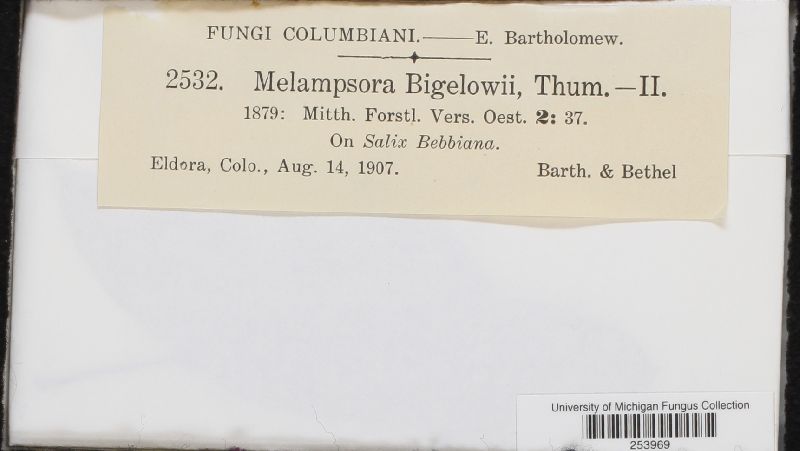 FUNGI COLUMBIANI.——E. Bartholomew.
2532. Melampsora Bigelowii, Thum.—II.
1879: Mitth. Forstl. Vers. Oest. 2: 37.
On Salix Bebbiana.
Eldora, Colo., Aug. 14, 1907. Barth. & Bethel
University of Michigan Fungus Collection
253969